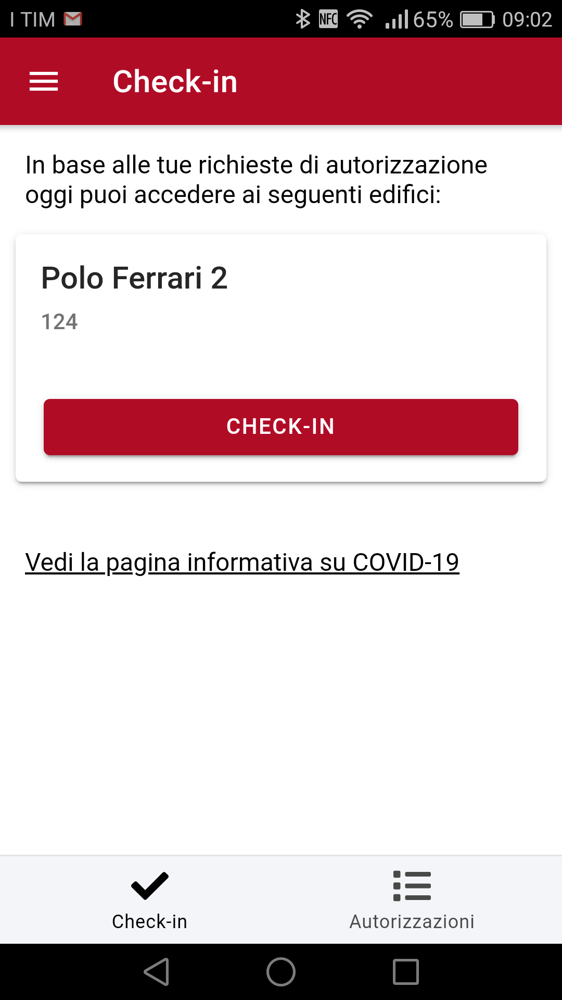 I TIM NFC 65% 09:02
Check-in
In base alle tue richieste di autorizzazione
oggi puoi accedere ai seguenti edifici:
Polo Ferrari 2
124
CHECK-IN
Vedi la pagina informativa su COVID-19
Check-in Autorizzazioni